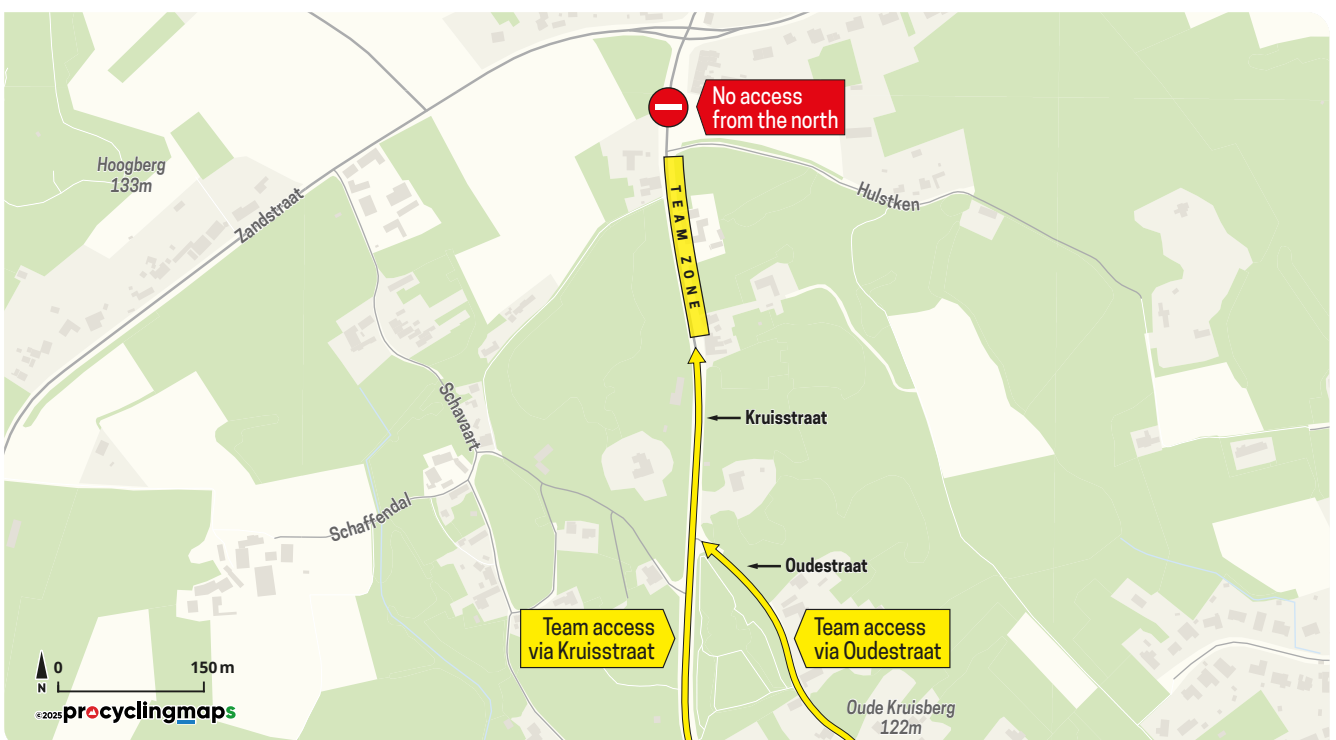 No access
from the north
Hoogberg
133m
Zandstraat
Hulstken
TEAM ZONE
Schavaart
Kruisstraat
Schaffendal
Oudestraat
Team access
via Kruisstraat
Team access
via Oudestraat
Oude Kruisberg
122m
0 150 m
N
©2025 procyclingmaps